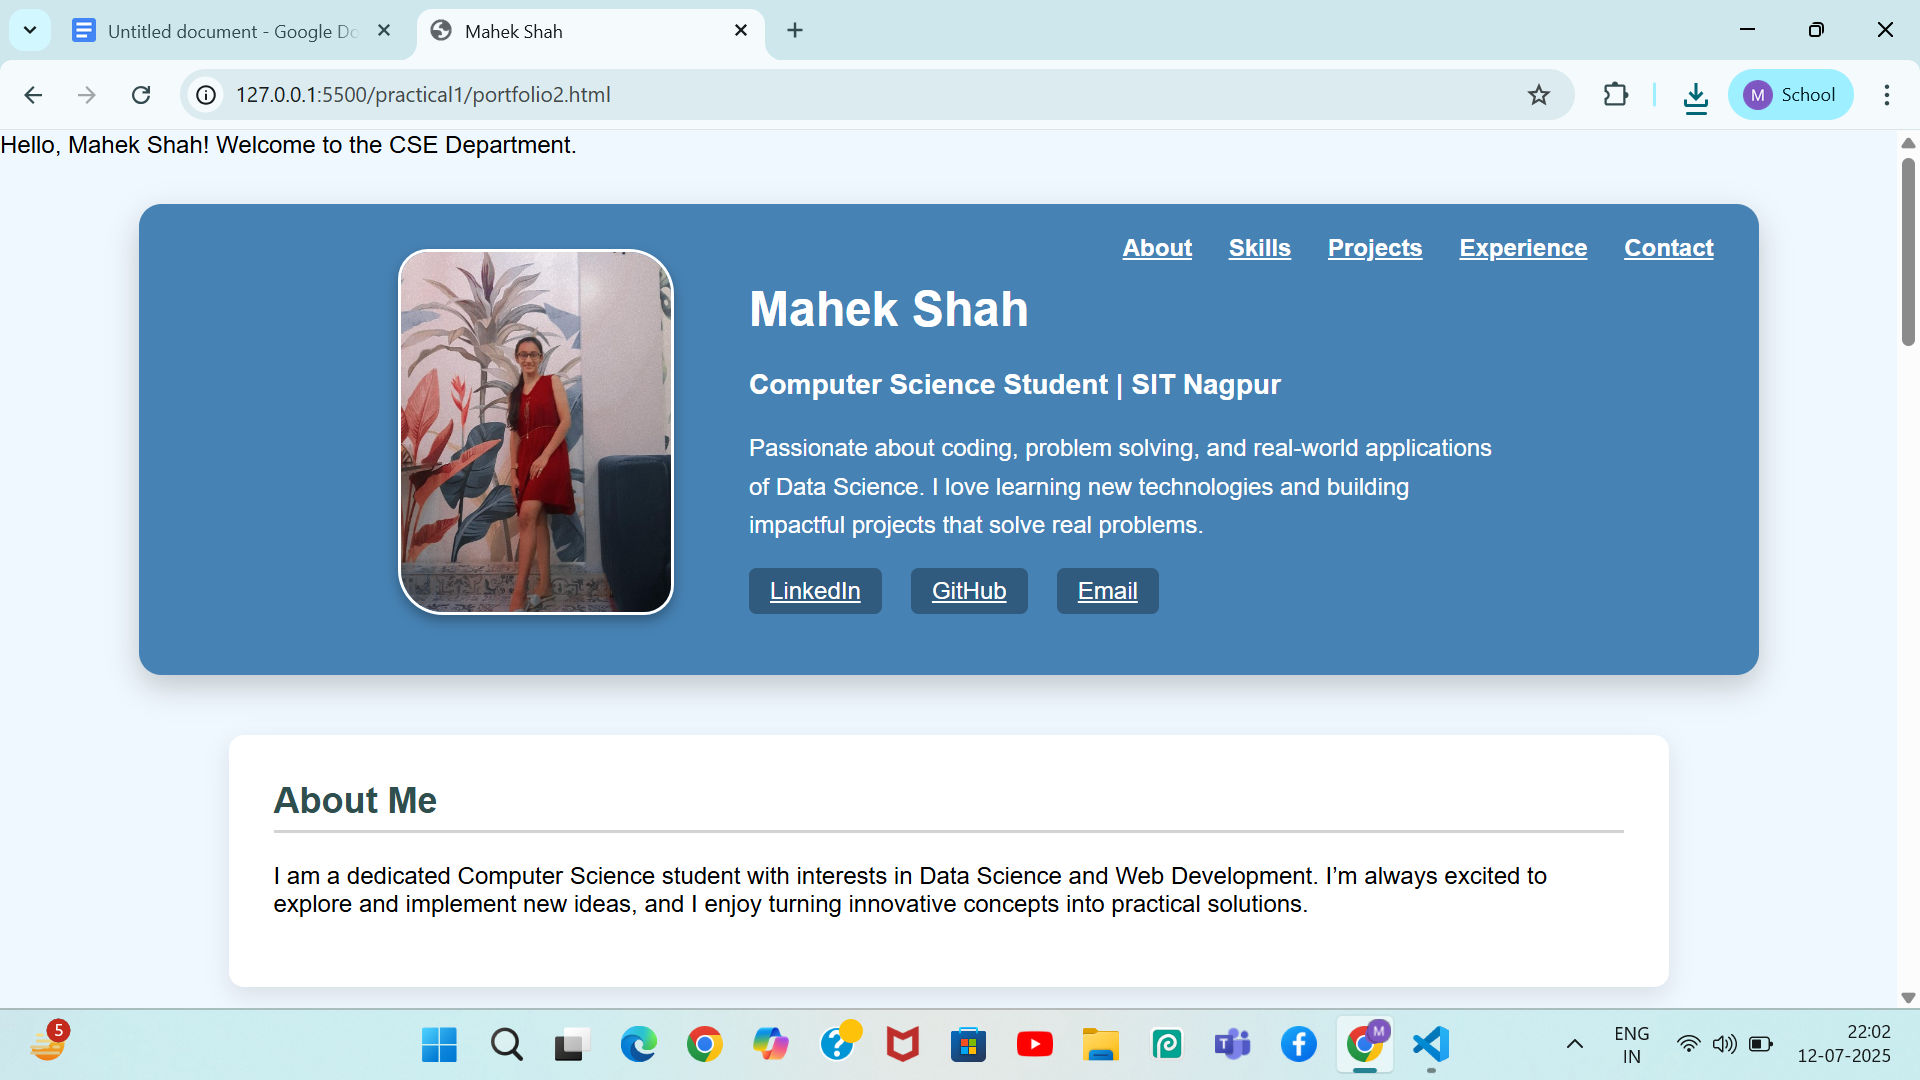 Untitled document - Google Do
Mahek Shah
127.0.0.1:5500/practical1/portfolio2.html
M School
Hello, Mahek Shah! Welcome to the CSE Department.
About Skills Projects Experience Contact
Mahek Shah
Computer Science Student | SIT Nagpur
Passionate about coding, problem solving, and real-world applications
of Data Science. I love learning new technologies and building
impactful projects that solve real problems.
LinkedIn GitHub Email
About Me
I am a dedicated Computer Science student with interests in Data Science and Web Development. I’m always excited to
explore and implement new ideas, and I enjoy turning innovative concepts into practical solutions.
5
M
ENG
IN
22:02
12-07-2025